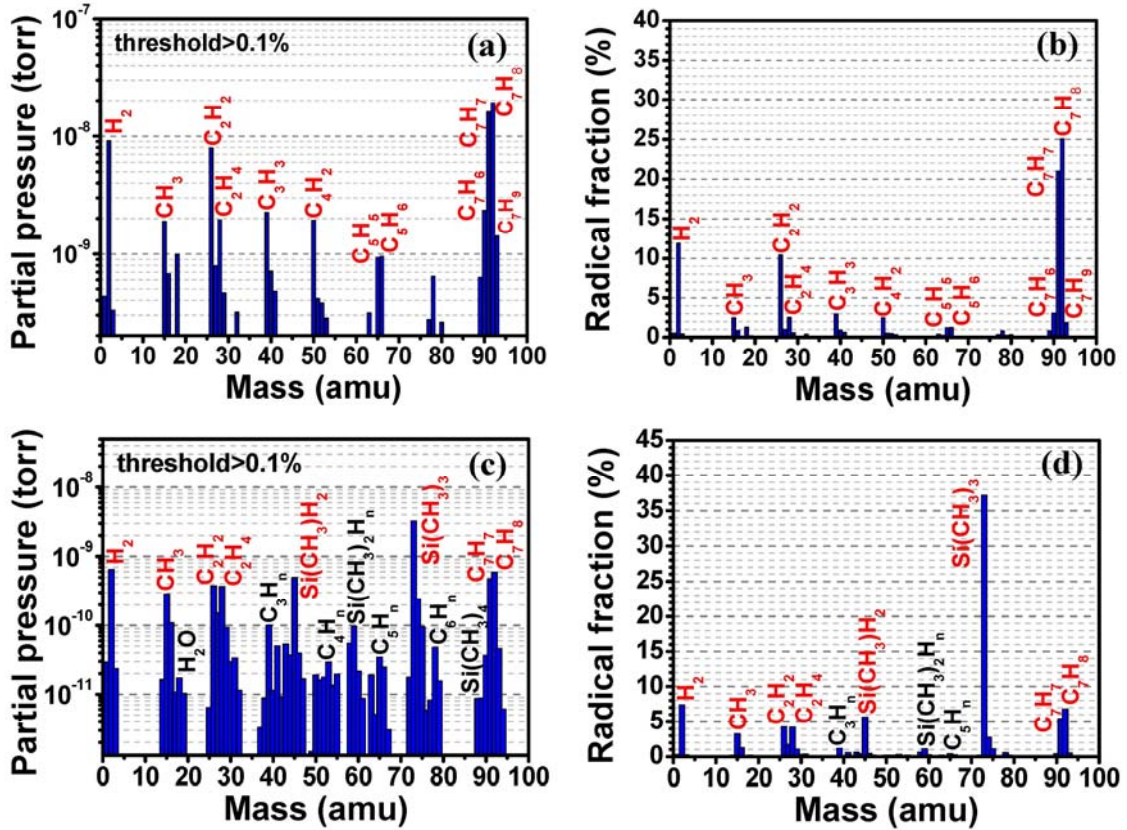 threshold>0.1%
(a)
Partial pressure (torr)
10⁻⁷
10⁻⁸
10⁻⁹
H₂
CH₃
C₂H₂
C₂H₄
C₃H₃
C₄H₂
C₅H₅
C₅H₆
C₇H₆
C₇H₇
C₇H₈
C₇H₉
0 10 20 30 40 50 60 70 80 90 100
Mass (amu)
(b)
Radical fraction (%)
40
35
30
25
20
15
10
5
0
H₂
CH₃
C₂H₂
C₂H₄
C₃H₃
C₄H₂
C₅H₅
C₅H₆
C₇H₆
C₇H₇
C₇H₈
C₇H₉
0 10 20 30 40 50 60 70 80 90 100
Mass (amu)
threshold>0.1%
(c)
Partial pressure (torr)
10⁻⁸
10⁻⁹
10⁻¹⁰
10⁻¹¹
H₂
CH₃
H₂O
C₂H₂
C₂H₄
C₃Hₙ
Si(CH₃)H₂
C₄Hₙ
Si(CH₃)₂Hₙ
C₅Hₙ
Si(CH₃)₃
C₆Hₙ
Si(CH₃)₄
C₇H₇
C₇H₈
0 10 20 30 40 50 60 70 80 90 100
Mass (amu)
(d)
Radical fraction (%)
45
40
35
30
25
20
15
10
5
0
H₂
CH₃
C₂H₂
C₂H₄
C₃Hₙ
Si(CH₃)H₂
Si(CH₃)₂Hₙ
C₅Hₙ
Si(CH₃)₃
C₇H₇
C₇H₈
0 10 20 30 40 50 60 70 80 90 100
Mass (amu)